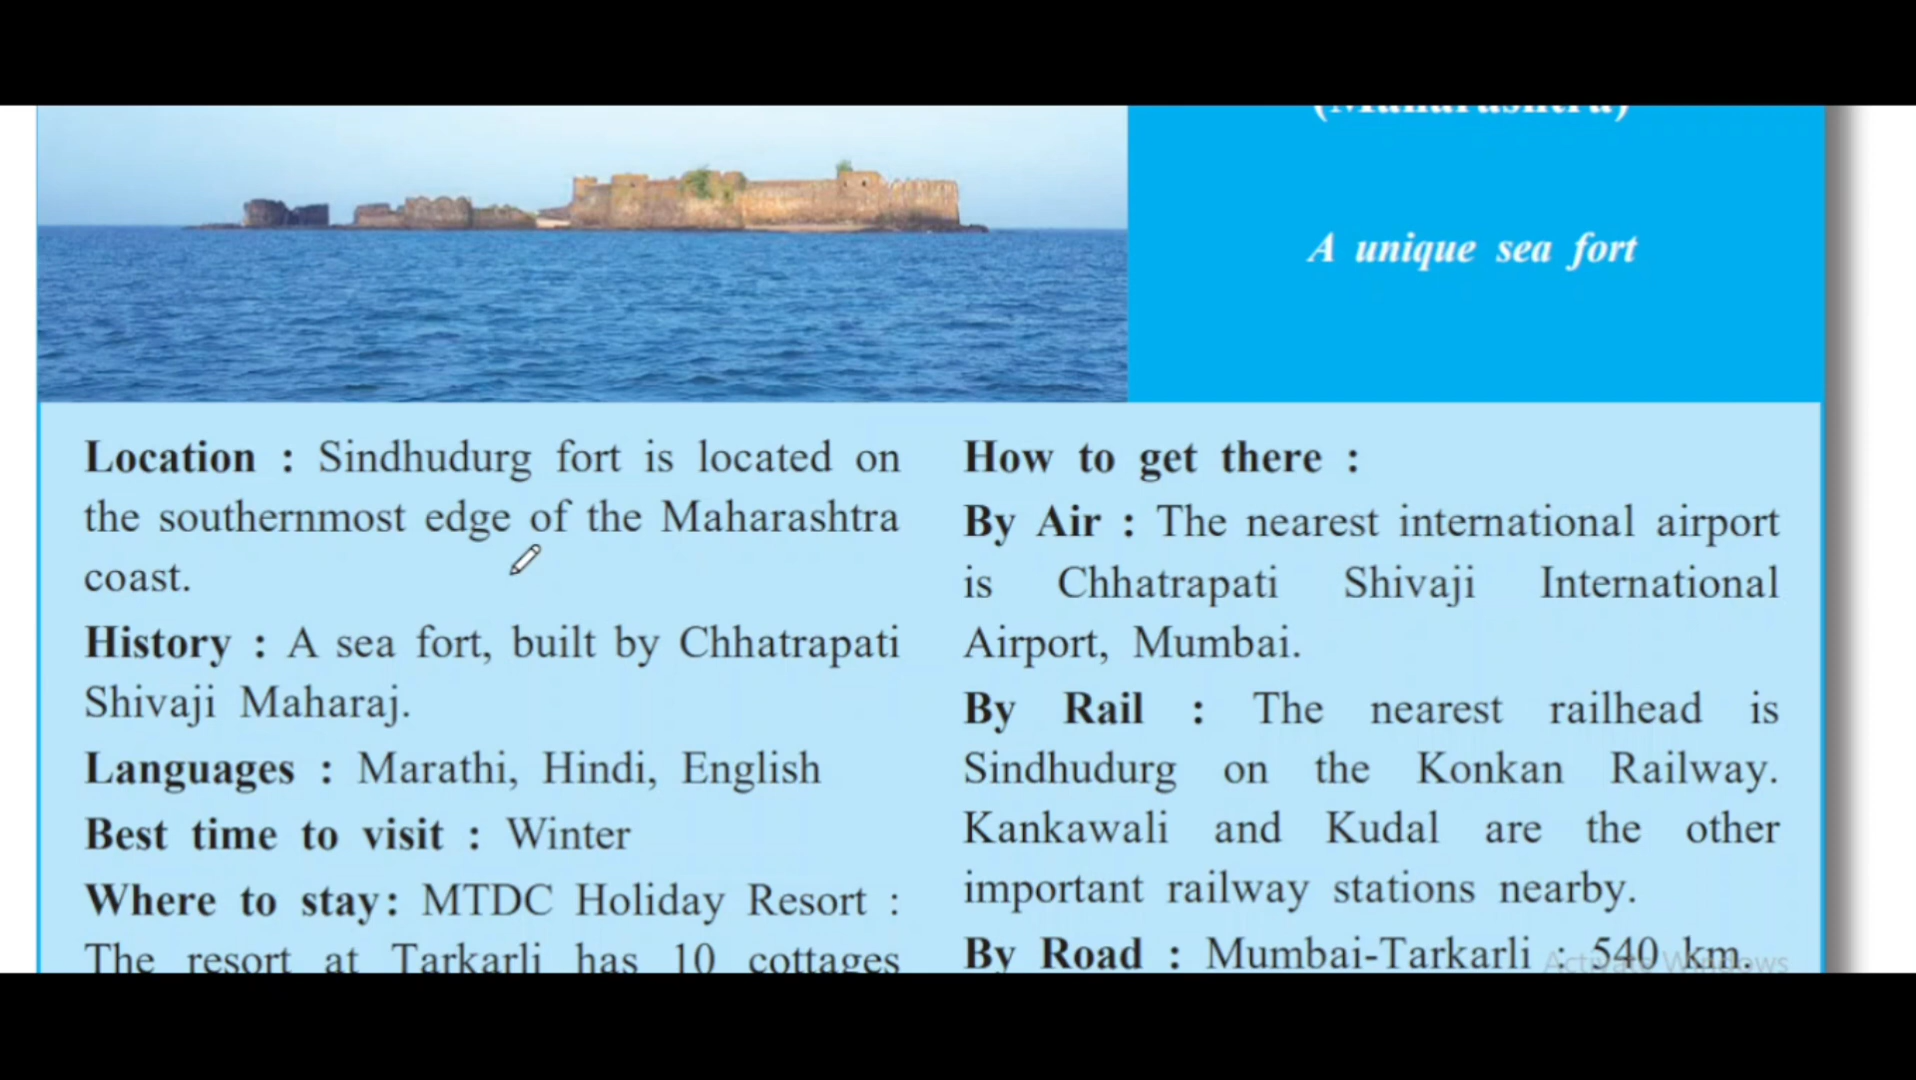 (Maharashtra)
A unique sea fort
Location : Sindhudurg fort is located on
the southernmost edge of the Maharashtra
coast.
History : A sea fort, built by Chhatrapati
Shivaji Maharaj.
Languages : Marathi, Hindi, English
Best time to visit : Winter
Where to stay: MTDC Holiday Resort :
The resort at Tarkarli has 10 cottages
How to get there :
By Air : The nearest international airport
is Chhatrapati Shivaji International
Airport, Mumbai.
By Rail : The nearest railhead is
Sindhudurg on the Konkan Railway.
Kankawali and Kudal are the other
important railway stations nearby.
By Road : Mumbai-Tarkarli : 540 km.
Activate Windows